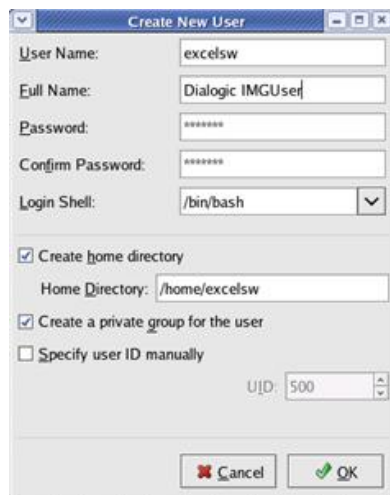 Create New User
User Name: excelsw
Full Name: Dialogic IMGUser
Password: *******
Confirm Password: *******
Login Shell: /bin/bash
Create home directory
Home Directory: /home/excelsw
Create a private group for the user
Specify user ID manually
UID: 500
Cancel OK